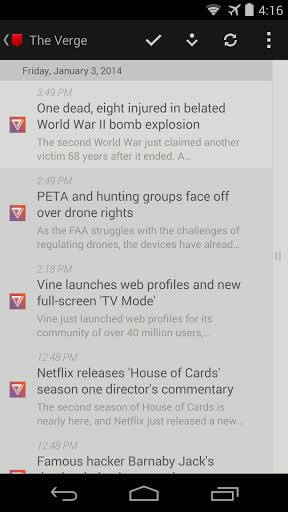 4:16
The Verge
Friday, January 3, 2014
3:49 PM
One dead, eight injured in belated
World War II bomb explosion
The second World War just claimed another
victim 68 years after it ended. A…
2:49 PM
PETA and hunting groups face off
over drone rights
As the FAA struggles with the challenges of
regulating drones, the devices have alread…
2:18 PM
Vine launches web profiles and new
full-screen 'TV Mode'
Vine just launched web profiles for its
community of over 40 million users,…
12:48 PM
Netflix releases 'House of Cards'
season one director's commentary
The second season of House of Cards is
nearly here, and Netflix just released a new…
12:48 PM
Famous hacker Barnaby Jack's